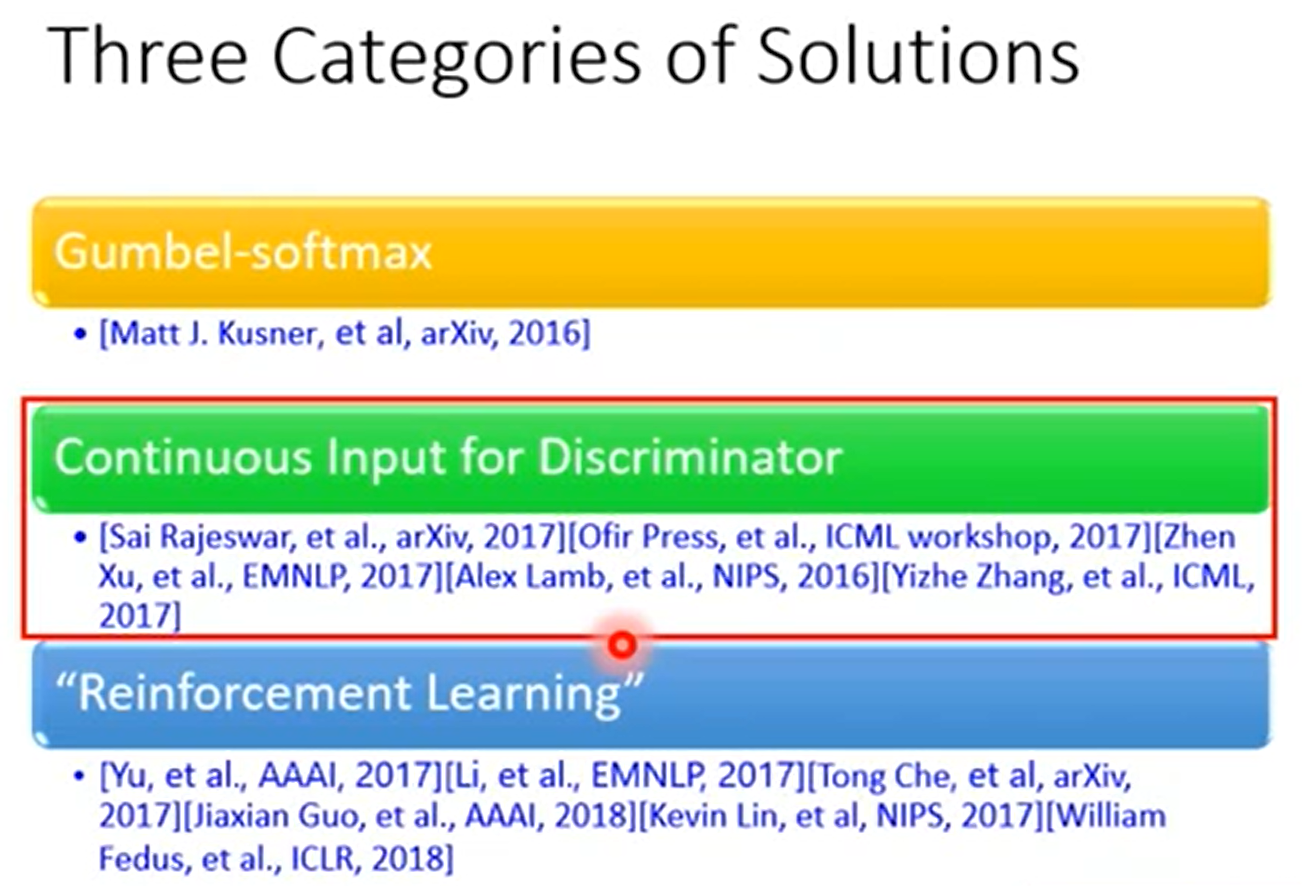 Three Categories of Solutions
Gumbel-softmax
• [Matt J. Kusner, et al, arXiv, 2016]
Continuous Input for Discriminator
• [Sai Rajeswar, et al., arXiv, 2017][Ofir Press, et al., ICML workshop, 2017][Zhen
Xu, et al., EMNLP, 2017][Alex Lamb, et al., NIPS, 2016][Yizhe Zhang, et al., ICML,
2017]
“Reinforcement Learning”
• [Yu, et al., AAAI, 2017][Li, et al., EMNLP, 2017][Tong Che, et al, arXiv,
2017][Jiaxian Guo, et al., AAAI, 2018][Kevin Lin, et al, NIPS, 2017][William
Fedus, et al., ICLR, 2018]